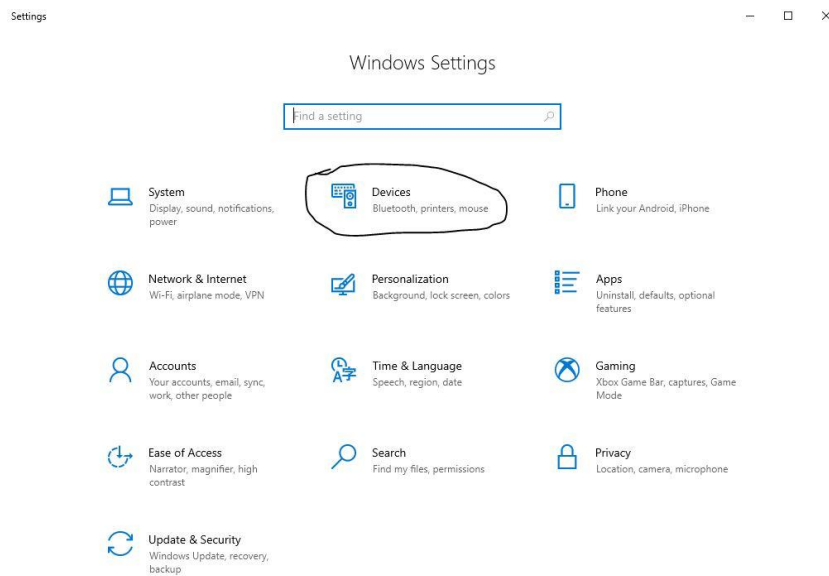 Settings
Windows Settings
Find a setting
System
Display, sound, notifications,
power
Devices
Bluetooth, printers, mouse
Phone
Link your Android, iPhone
Network & Internet
Wi-Fi, airplane mode, VPN
Personalization
Background, lock screen, colors
Apps
Uninstall, defaults, optional
features
Accounts
Your accounts, email, sync,
work, other people
Time & Language
Speech, region, date
Gaming
Xbox Game Bar, captures, Game
Mode
Ease of Access
Narrator, magnifier, high
contrast
Search
Find my files, permissions
Privacy
Location, camera, microphone
Update & Security
Windows Update, recovery,
backup